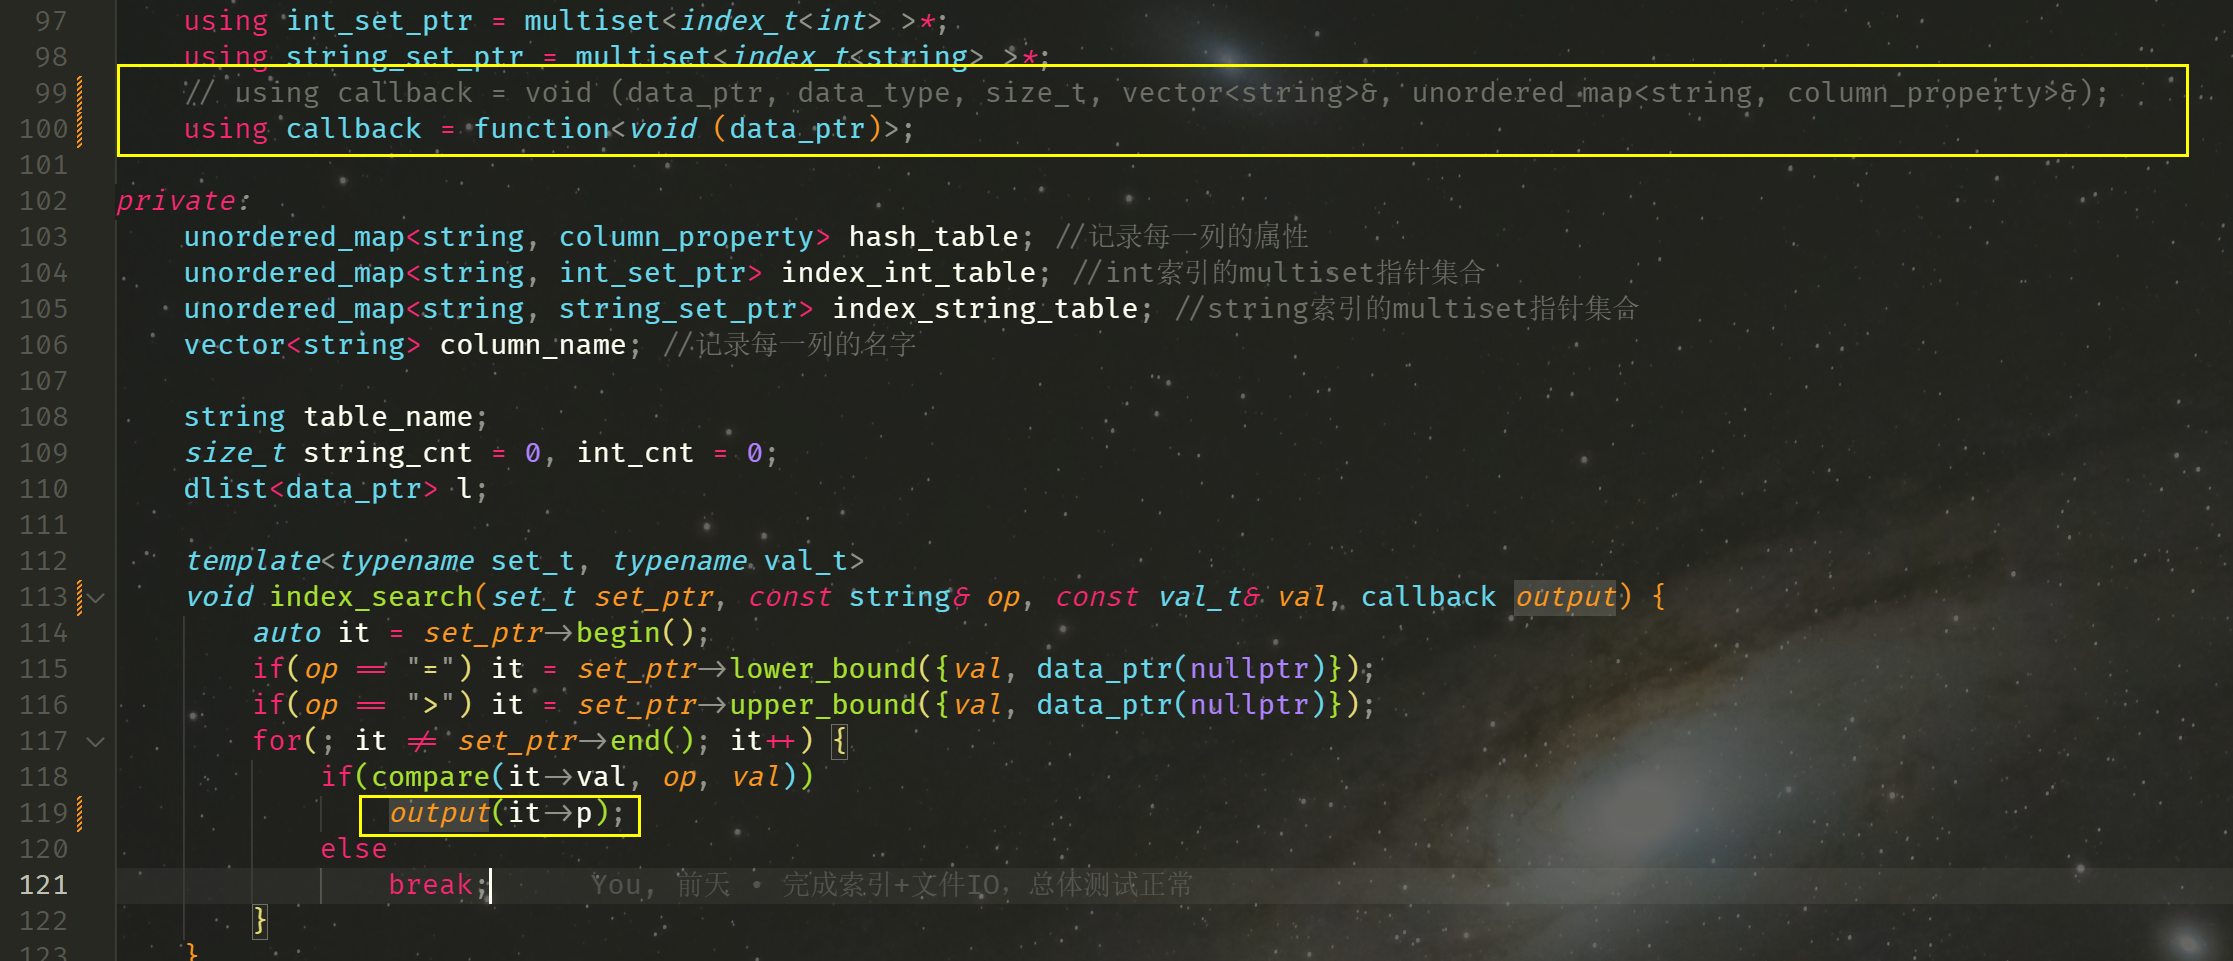 97 using int_set_ptr = multiset<index_t<int> >*;
98 using string_set_ptr = multiset<index_t<string> >*;
99 // using callback = void (data_ptr, data_type, size_t, vector<string>&, unordered_map<string, column_property>&);
100 using callback = function<void (data_ptr)>;
101
102 private:
103 unordered_map<string, column_property> hash_table; //记录每一列的属性
104 unordered_map<string, int_set_ptr> index_int_table; //int索引的multiset指针集合
105 unordered_map<string, string_set_ptr> index_string_table; //string索引的multiset指针集合
106 vector<string> column_name; //记录每一列的名字
107
108 string table_name;
109 size_t string_cnt = 0, int_cnt = 0;
110 dlist<data_ptr> l;
111
112 template<typename set_t, typename val_t>
113 void index_search(set_t set_ptr, const string& op, const val_t& val, callback output) {
114 auto it = set_ptr->begin();
115 if(op == "=") it = set_ptr->lower_bound({val, data_ptr(nullptr)});
116 if(op == ">") it = set_ptr->upper_bound({val, data_ptr(nullptr)});
117 for(; it != set_ptr->end(); it++) {
118 if(compare(it->val, op, val))
119 output(it->p);
120 else
121 break; You, 前天 • 完成索引+文件IO，总体测试正常
122 }
123 }